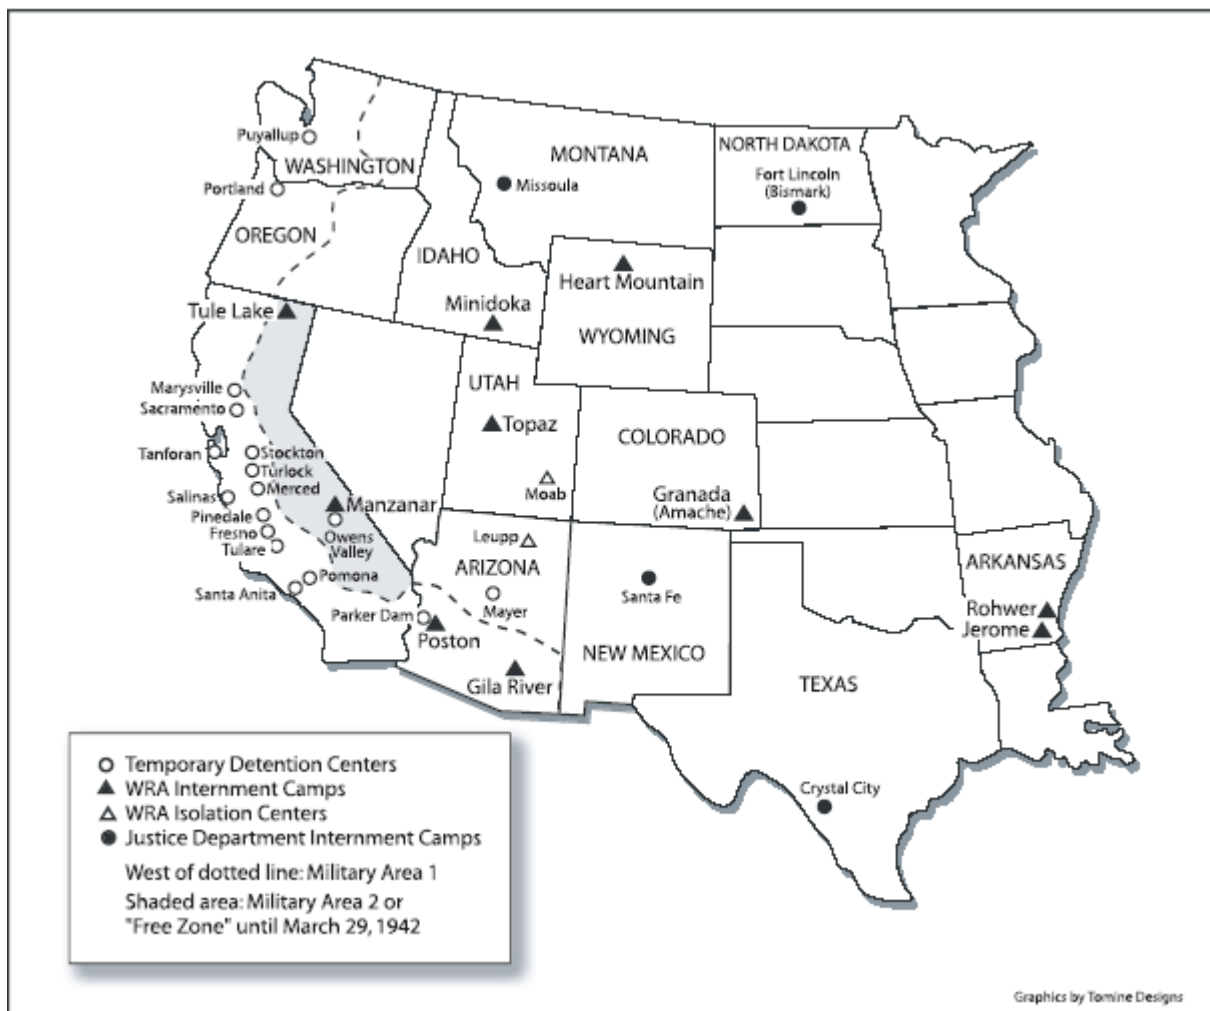 Puyallup
WASHINGTON
MONTANA
NORTH DAKOTA
Fort Lincoln
(Bismark)
Missoula
Portland
OREGON
IDAHO
Heart Mountain
Tule Lake
Minidoka
WYOMING
Marysville
Sacramento
UTAH
Topaz
COLORADO
Tanforan
Stockton
Turlock
Merced
Salinas
Moab
Granada
(Amache)
Manzanar
Pinedale
Fresno
Tulare
Owens
Valley
Leupp
ARIZONA
ARKANSAS
Pomona
Santa Anita
Mayer
Santa Fe
Parker Dam
Poston
Rohwer
Jerome
NEW MEXICO
Gila River
TEXAS
Crystal City
Temporary Detention Centers
WRA Internment Camps
WRA Isolation Centers
Justice Department Internment Camps
West of dotted line: Military Area 1
Shaded area: Military Area 2 or
"Free Zone" until March 29, 1942
Graphics by Tomine Designs